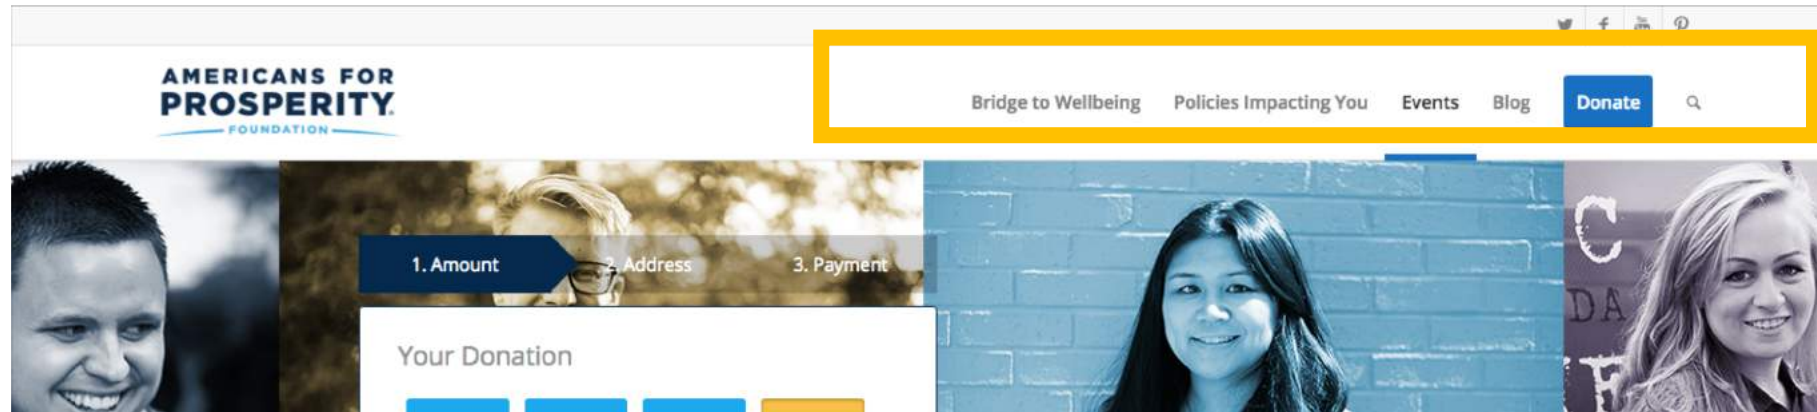 AMERICANS FOR
PROSPERITY
FOUNDATION
Bridge to Wellbeing Policies Impacting You Events Blog Donate
1. Amount 2. Address 3. Payment
Your Donation
C
DA